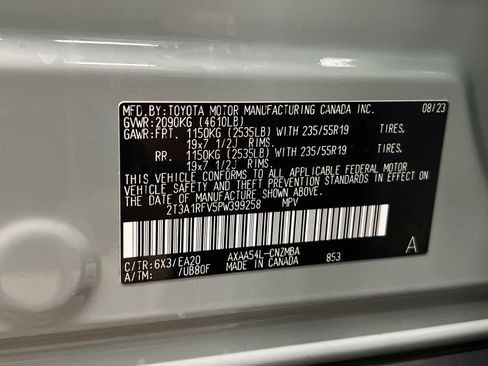 MFD.BY:TOYOTA MOTOR MANUFACTURING CANADA INC. 08/23
GVWR:2090KG (4610LB)
GAWR:FRT. 1150KG (2535LB) WITH 235/55R19 TIRES,
19x7 1/2J RIMS.
RR. 1150KG (2535LB) WITH 235/55R19 TIRES,
19x7 1/2J RIMS.
THIS VEHICLE CONFORMS TO ALL APPLICABLE FEDERAL MOTOR
VEHICLE SAFETY AND THEFT PREVENTION STANDARDS IN EFFECT ON
THE DATE OF MANUFACTURE SHOWN ABOVE.
2T3A1RFV5PW399258 MPV
C/TR:6X3/EA20 AXAA54L-CNZMBA A
A/TM: /UB80F MADE IN CANADA 853